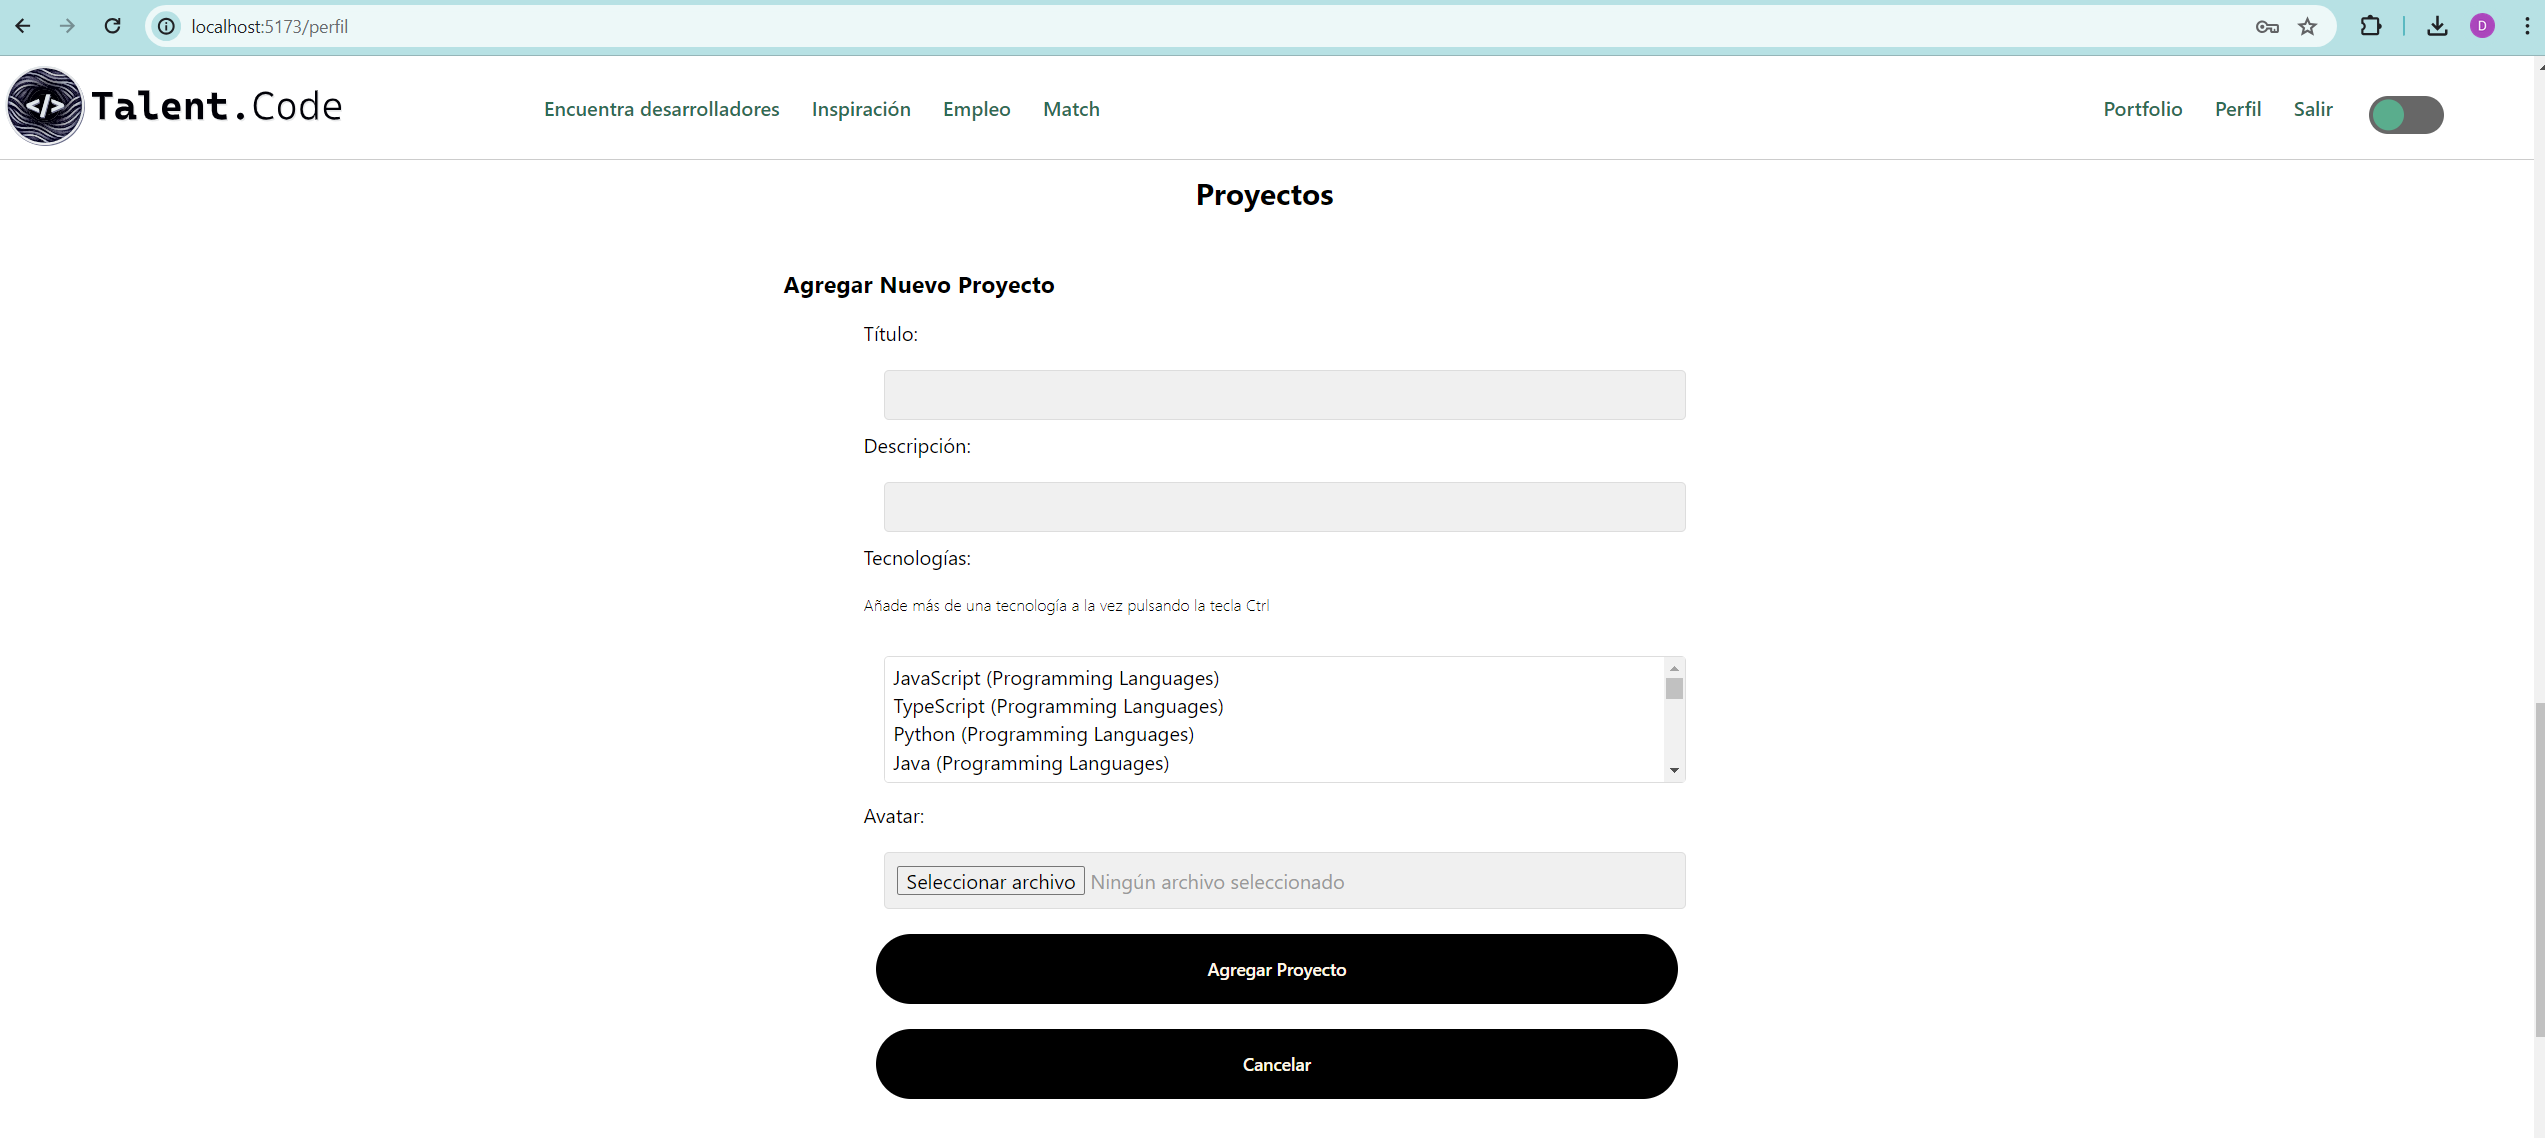 localhost:5173/perfil
D
</> Talent.Code
Encuentra desarrolladores Inspiración Empleo Match Portfolio Perfil Salir
Proyectos
Agregar Nuevo Proyecto
Título:
Descripción:
Tecnologías:
Añade más de una tecnología a la vez pulsando la tecla Ctrl
JavaScript (Programming Languages)
TypeScript (Programming Languages)
Python (Programming Languages)
Java (Programming Languages)
Avatar:
Seleccionar archivo Ningún archivo seleccionado
Agregar Proyecto
Cancelar